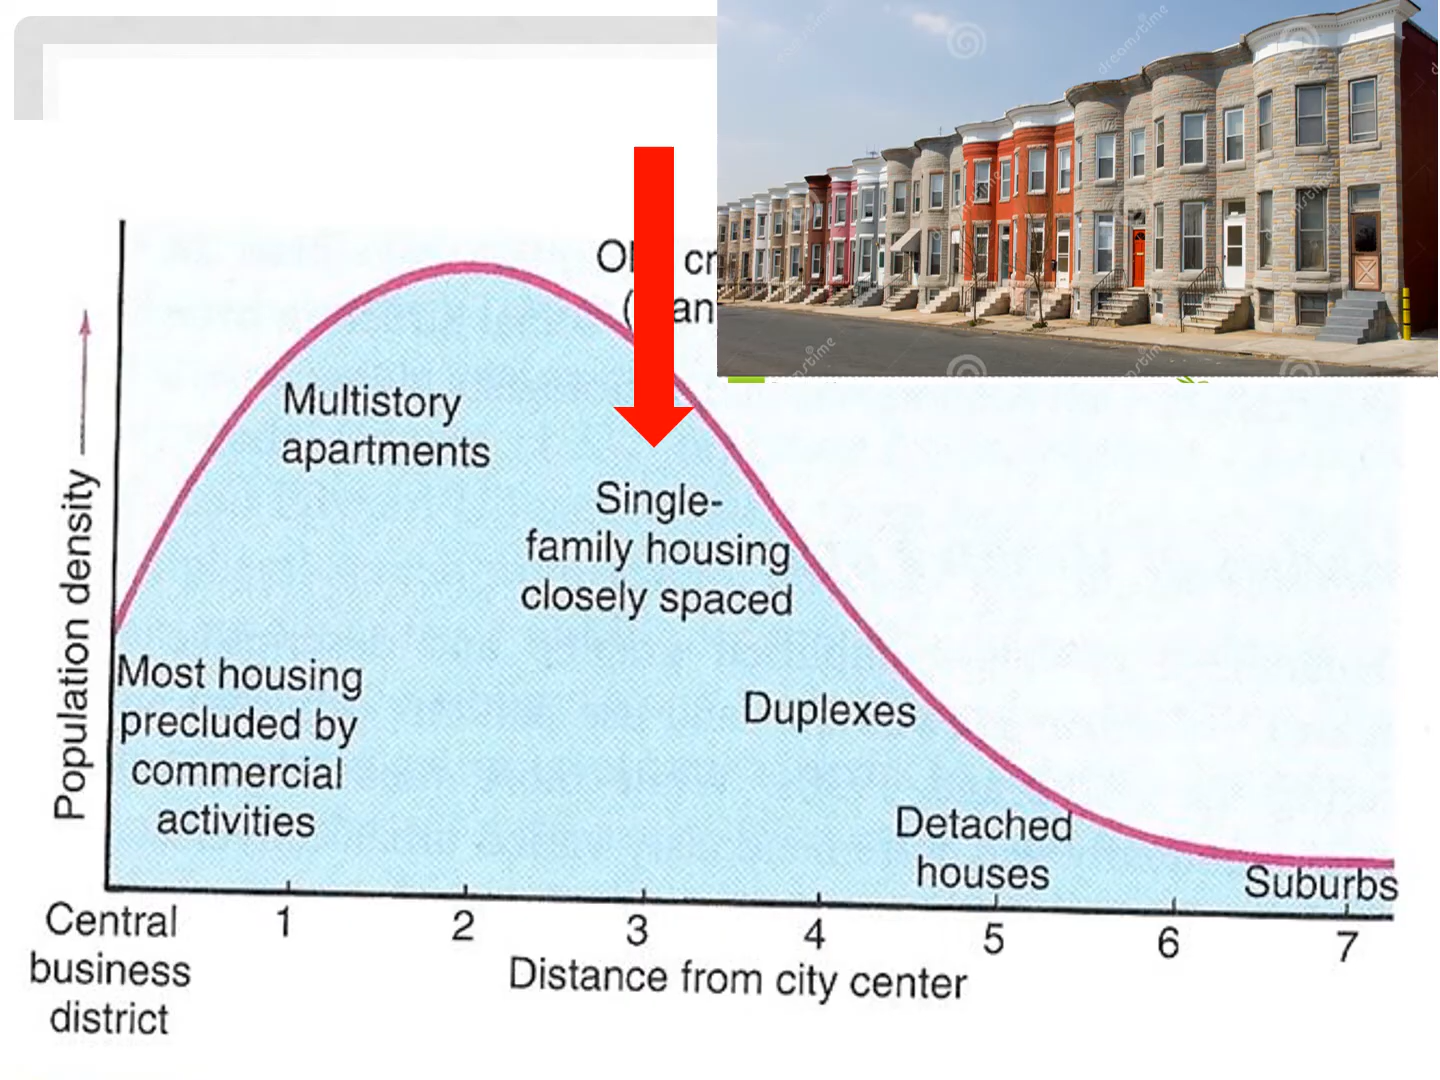 Multistory
apartments
Single-
family housing
closely spaced
Most housing
precluded by
commercial
activities
Duplexes
Detached
houses
Suburbs
Population density
1
2
3
4
5
6
7
Central
business
district
Distance from city center
dreamstime